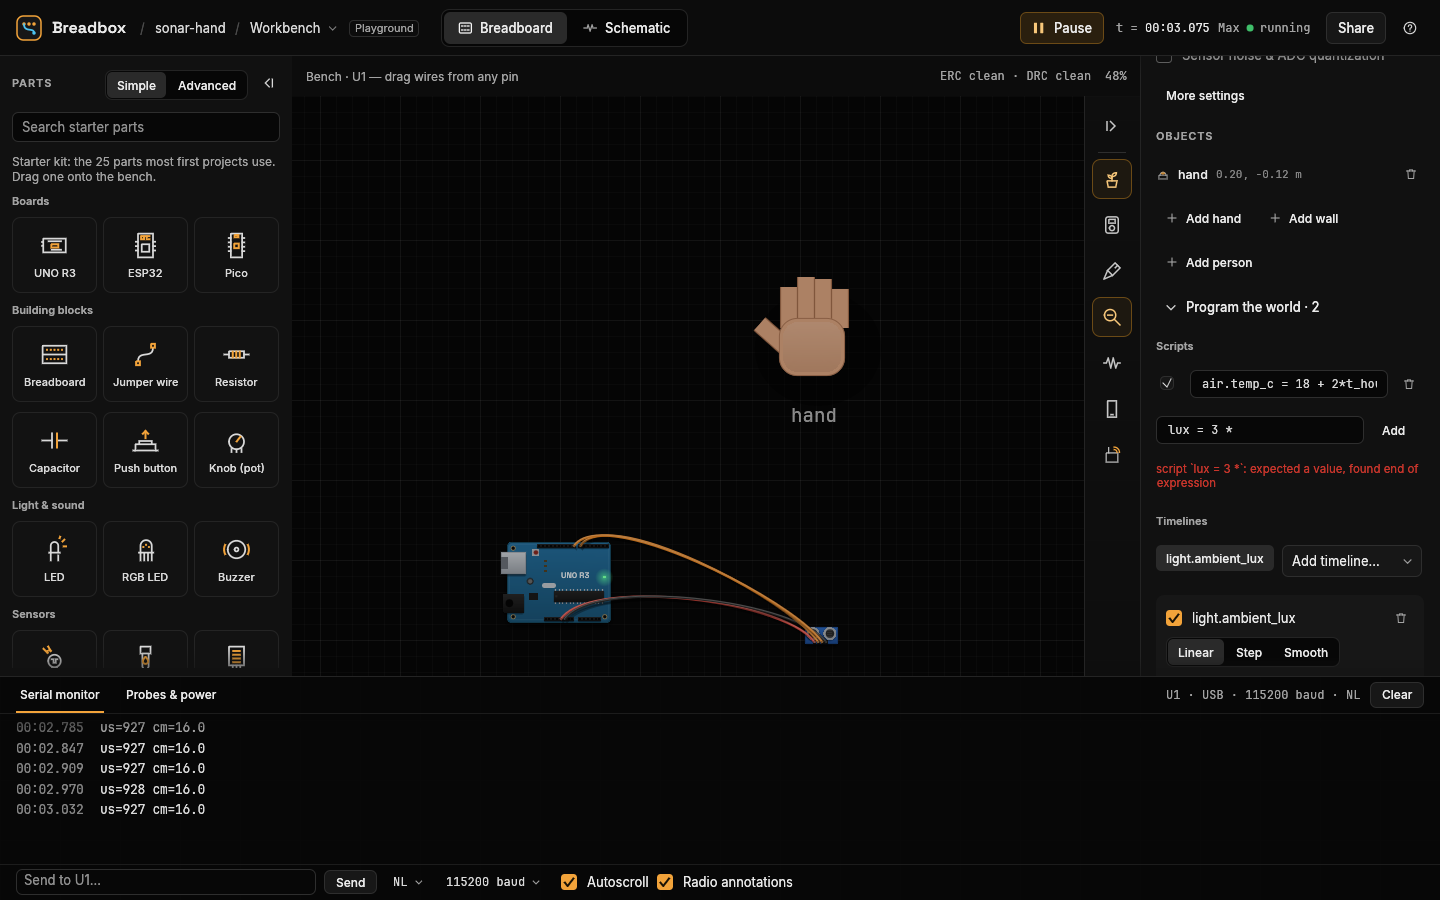 Breadbox / sonar-hand / Workbench Playground
Breadboard Schematic
Pause t = 00:03.075 Max running Share
PARTS Simple Advanced
Search starter parts
Starter kit: the 25 parts most first projects use.
Drag one onto the bench.
Boards
UNO R3 ESP32 Pico
Building blocks
Breadboard Jumper wire Resistor
Capacitor Push button Knob (pot)
Light & sound
LED RGB LED Buzzer
Sensors
Bench · U1 — drag wires from any pin
ERC clean · DRC clean 48%
hand
UNO R3
Sensor noise & ADC quantization
More settings
OBJECTS
hand 0.20, -0.12 m
Add hand Add wall
Add person
Program the world · 2
Scripts
air.temp_c = 18 + 2*t_hou
lux = 3 * Add
script `lux = 3 *`: expected a value, found end of
expression
Timelines
light.ambient_lux Add timeline...
light.ambient_lux
Linear Step Smooth
Serial monitor Probes & power
U1 · USB · 115200 baud · NL Clear
00:02.785 us=927 cm=16.0
00:02.847 us=927 cm=16.0
00:02.909 us=927 cm=16.0
00:02.970 us=928 cm=16.0
00:03.032 us=927 cm=16.0
Send to U1... Send NL 115200 baud Autoscroll Radio annotations